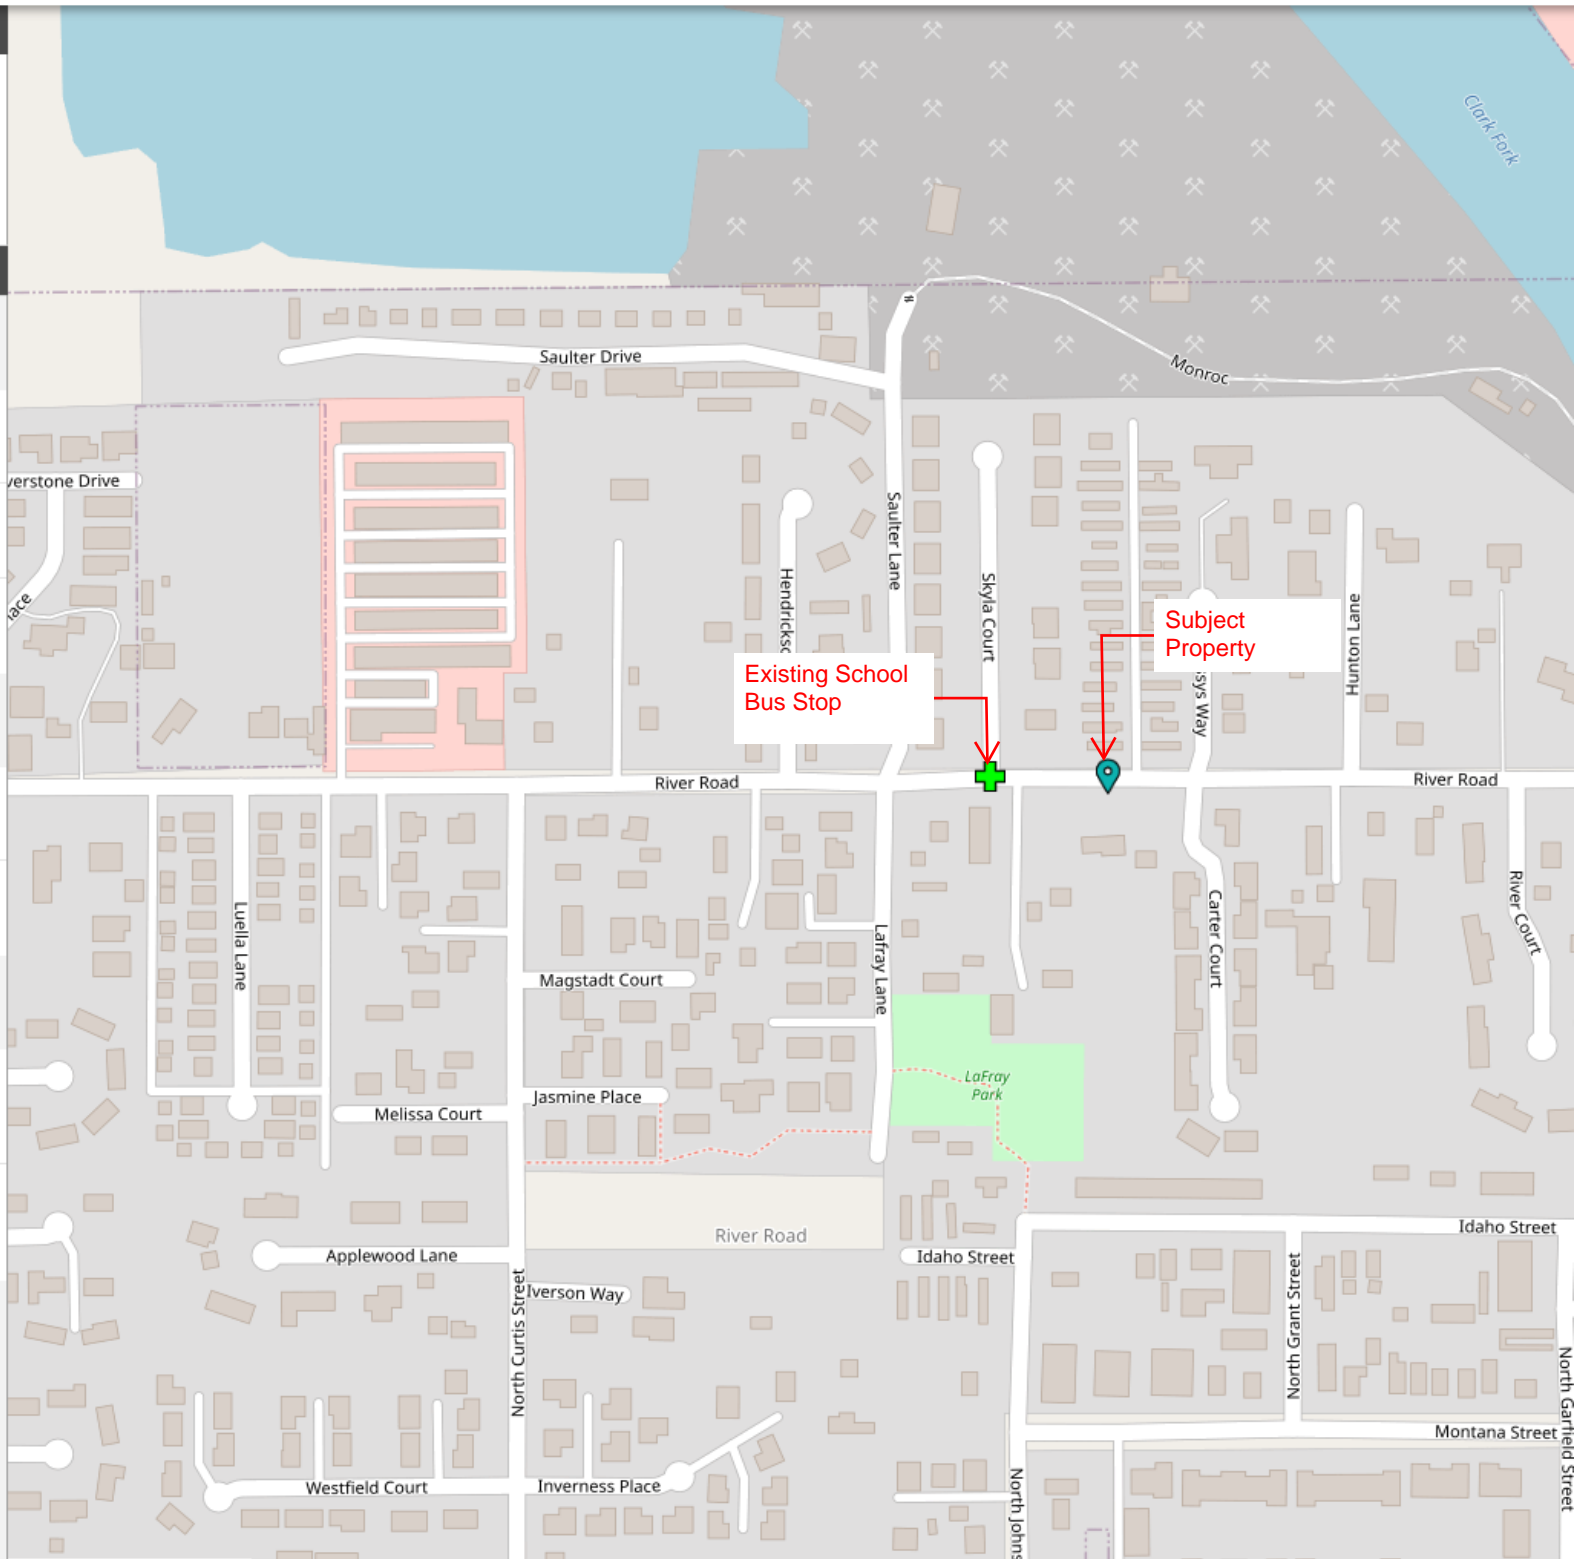 Clark Fork
Saulter Drive
Monroc
verstone Drive
Saulter Lane
Skyla Court
Hendrickso
Hunton Lane
ace
Subject
Property
Existing School
Bus Stop
sys Way
River Road
River Road
Luella Lane
Lafray Lane
Carter Court
River Court
Magstadt Court
LaFray
Park
Jasmine Place
Melissa Court
River Road
Idaho Street
Applewood Lane
Idaho Street
Iverson Way
North Curtis Street
North Grant Street
North Garfield Street
Montana Street
Westfield Court
Inverness Place
North Johns